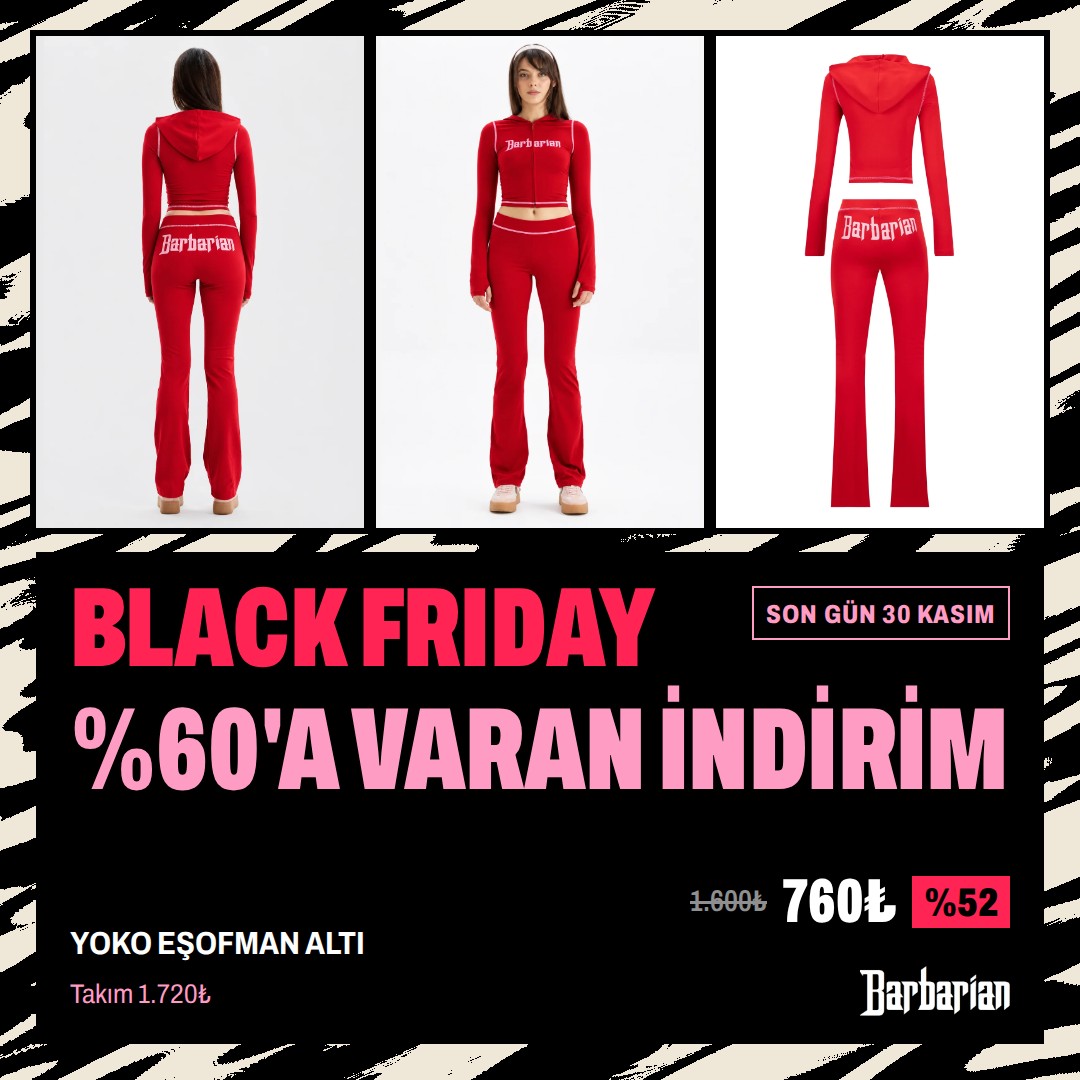 Barbarian
Barbarian
Barbarian
BLACK FRIDAY
SON GÜN 30 KASIM
%60'A VARAN İNDİRİM
1.600₺ 760₺ %52
YOKO EŞOFMAN ALTI
Takım 1.720₺
Barbarian